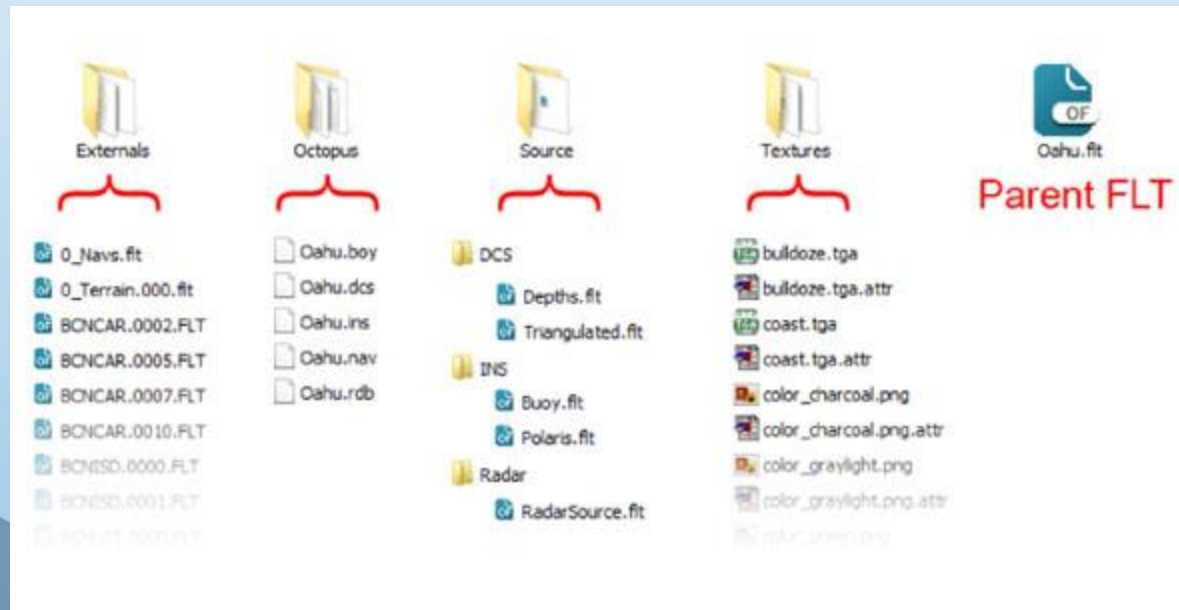 Externals
Octopus
Source
Textures
OF
Oahu.flt
Parent FLT
0_Navs.flt
0_Terrain.000.flt
BCNCAR.0002.FLT
BCNCAR.0005.FLT
BCNCAR.0007.FLT
BCNCAR.0010.FLT
BCNISD.0000.FLT
BCNISD.0001.FLT
Oahu.boy
Oahu.dcs
Oahu.ins
Oahu.nav
Oahu.rdb
DCS
Depths.flt
Triangulated.flt
INS
Buoy.flt
Polaris.flt
Radar
RadarSource.flt
bulldoze.tga
bulldoze.tga.attr
coast.tga
coast.tga.attr
color_charcoal.png
color_charcoal.png.attr
color_graylight.png
color_graylight.png.attr